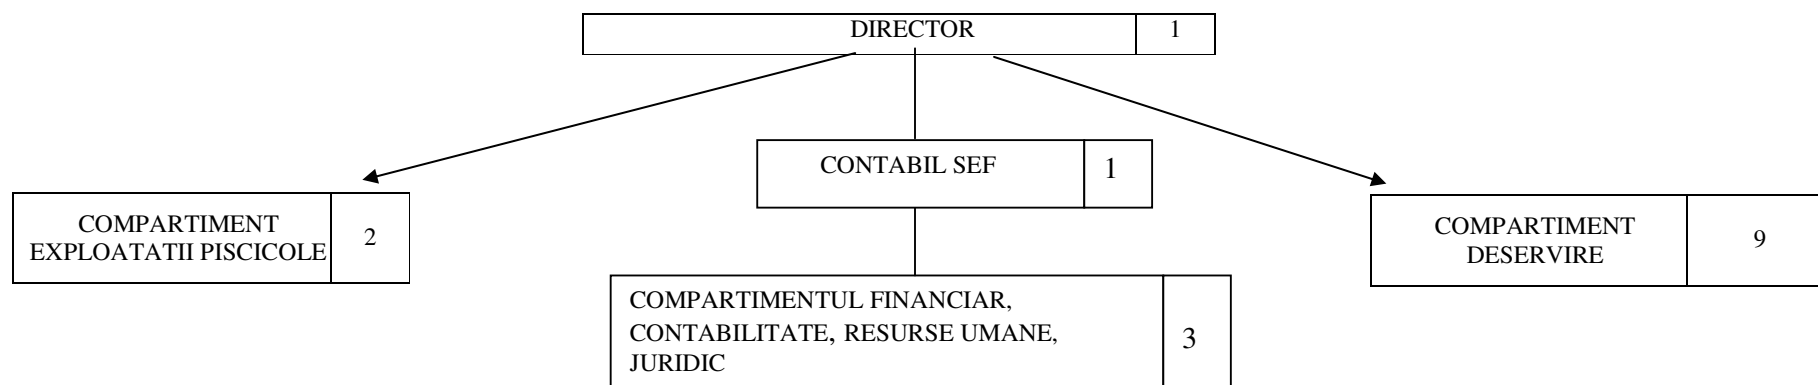 DIRECTOR 1
CONTABIL SEF 1
COMPARTIMENT
EXPLOATATII PISCICOLE 2
COMPARTIMENT
DESERVIRE 9
COMPARTIMENTUL FINANCIAR,
CONTABILITATE, RESURSE UMANE,
JURIDIC 3